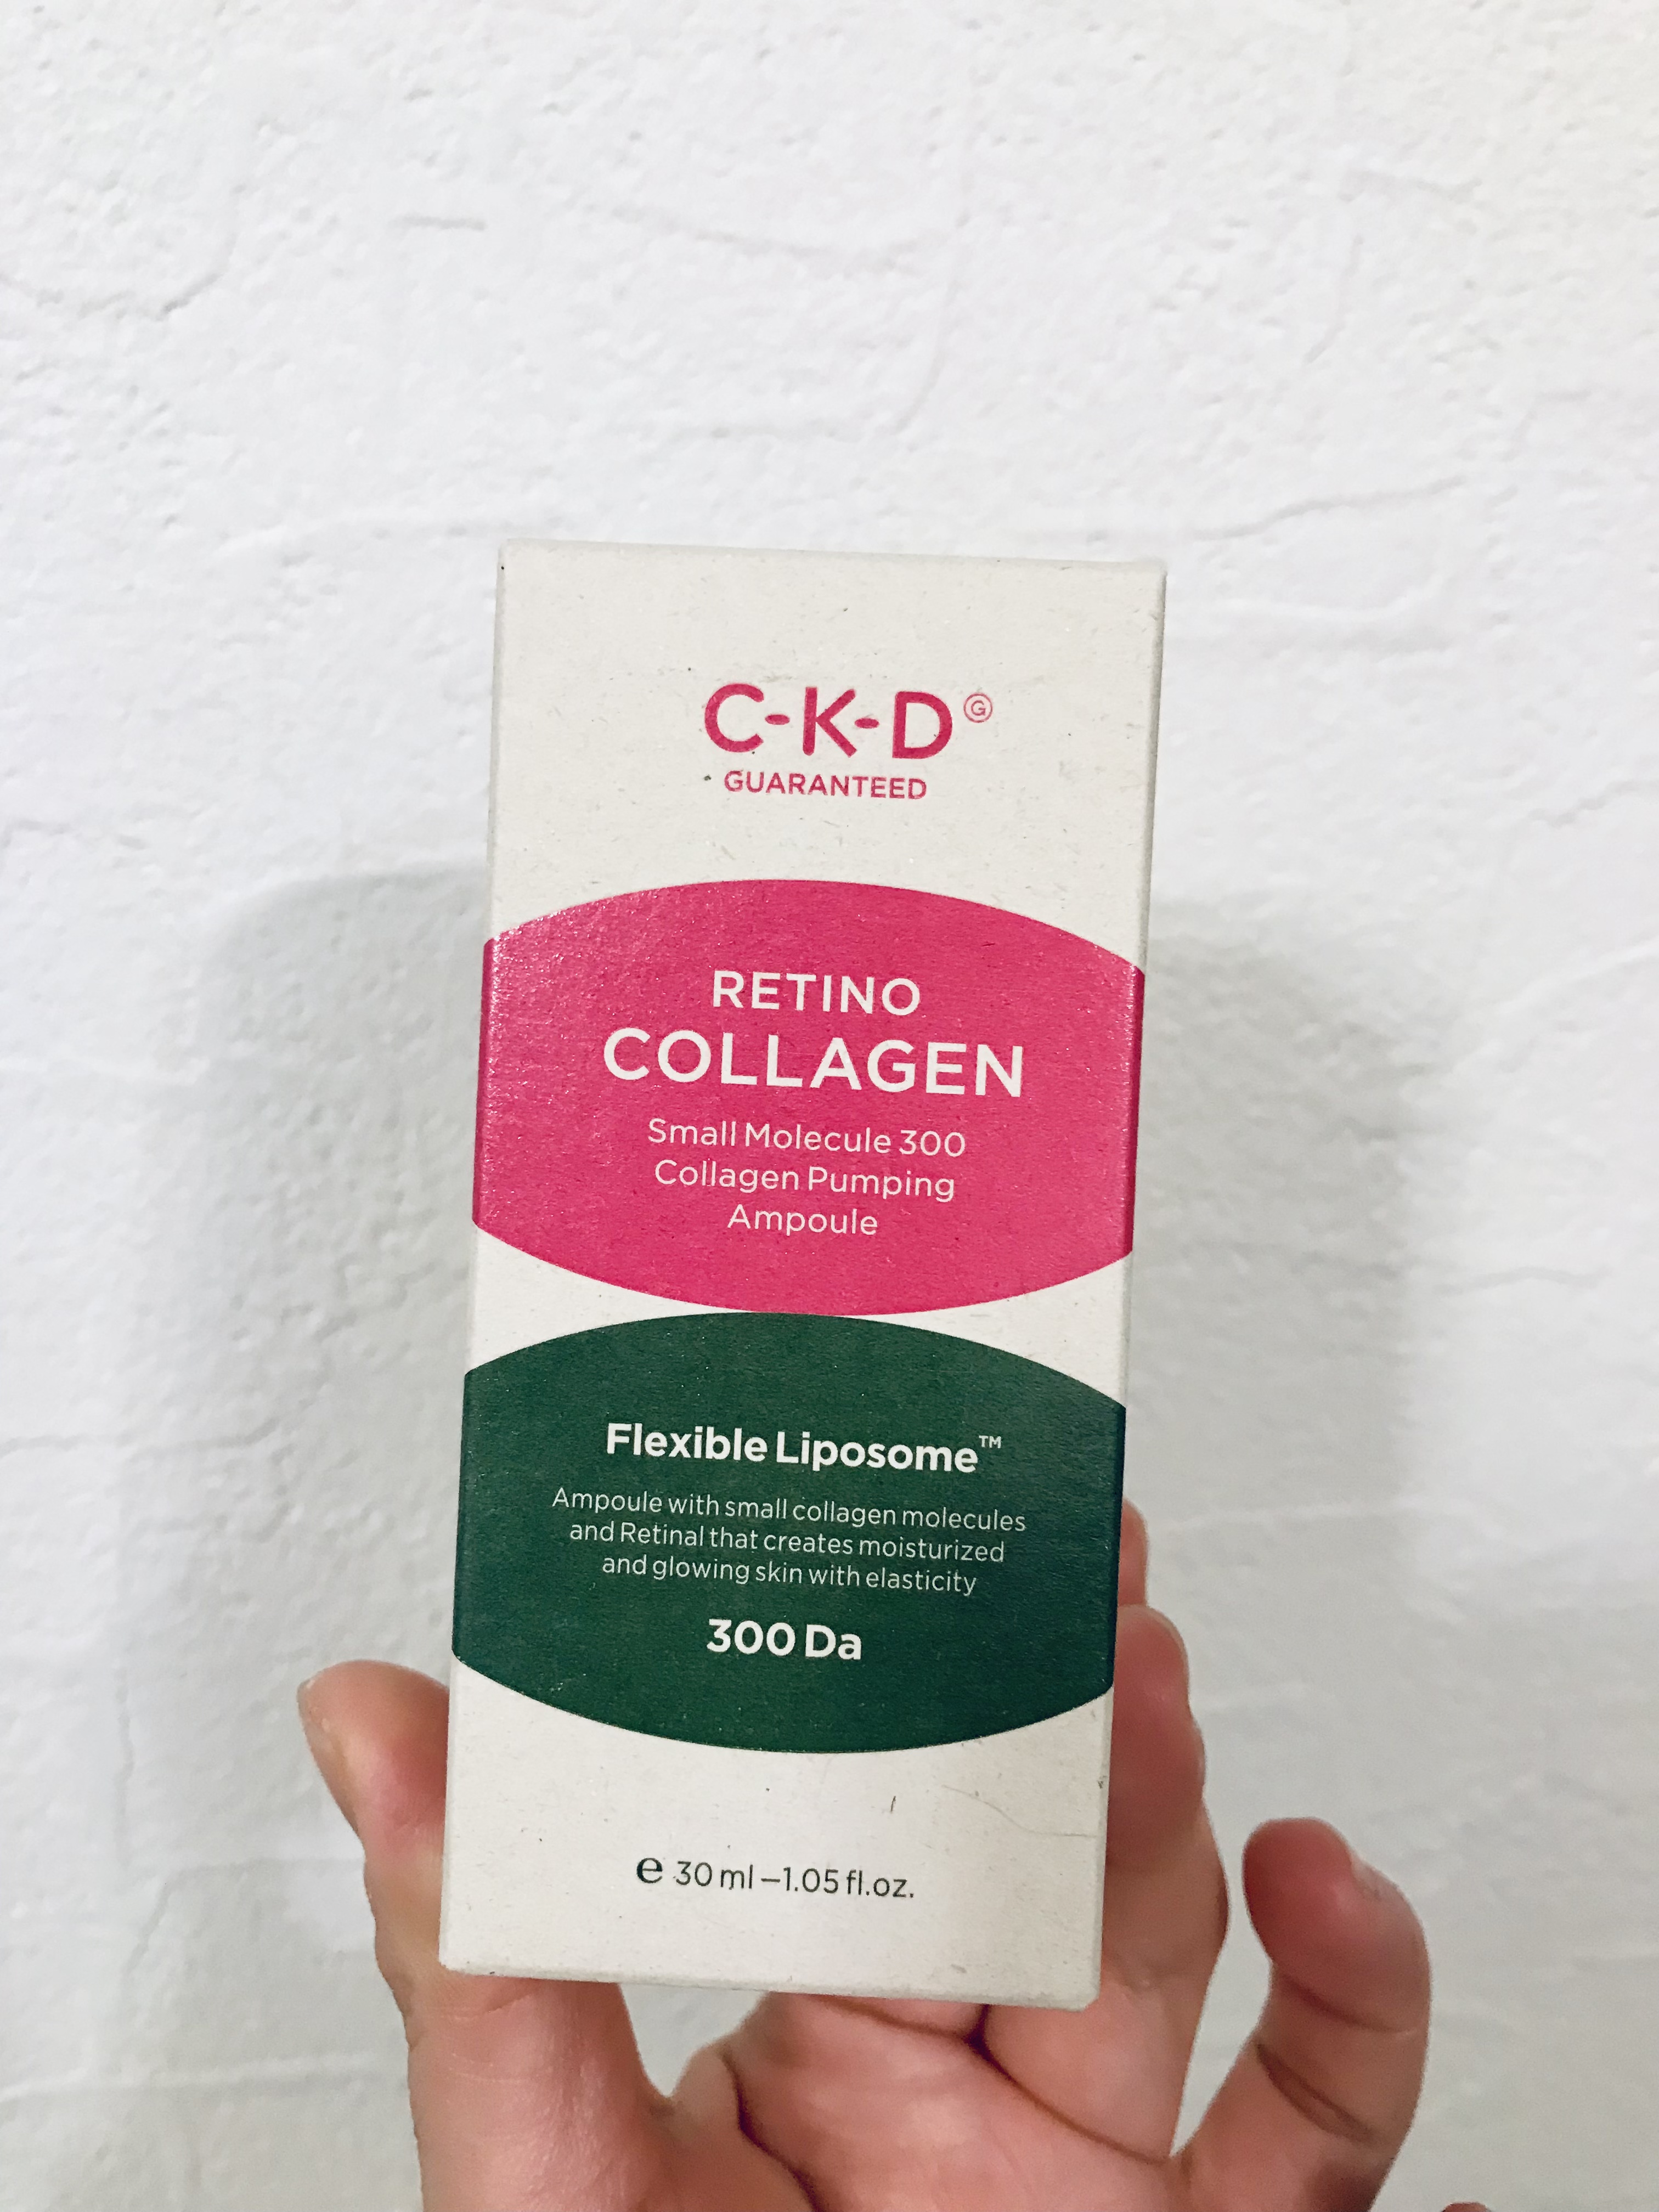 C-K-D Ⓖ
GUARANTEED
RETINO
COLLAGEN
Small Molecule 300
Collagen Pumping
Ampoule
Flexible Liposome™
Ampoule with small collagen molecules
and Retinal that creates moisturized
and glowing skin with elasticity
300 Da
℮ 30 ml – 1.05 fl.oz.